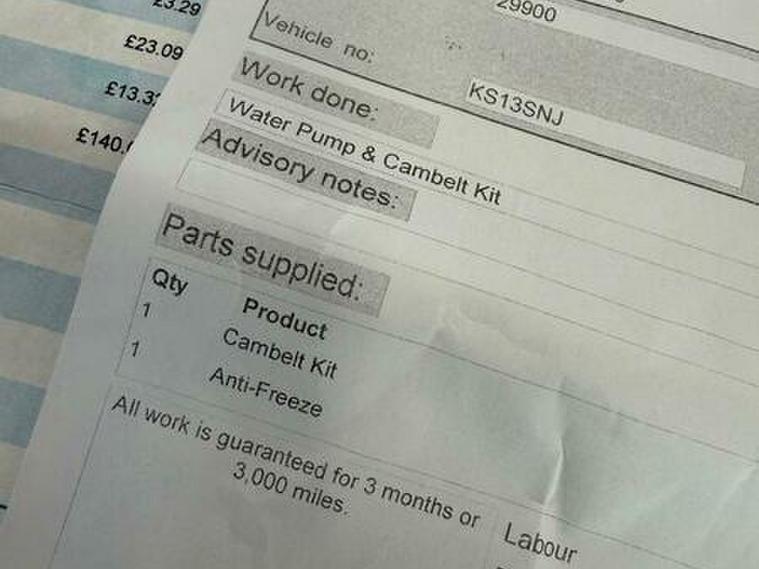 £3.29
£23.09
£13.3
£140.
29900
Vehicle no:
KS13SNJ
Work done:
Water Pump & Cambelt Kit
Advisory notes:
Parts supplied:
Qty Product
1 Cambelt Kit
1 Anti-Freeze
All work is guaranteed for 3 months or
3,000 miles.
Labour